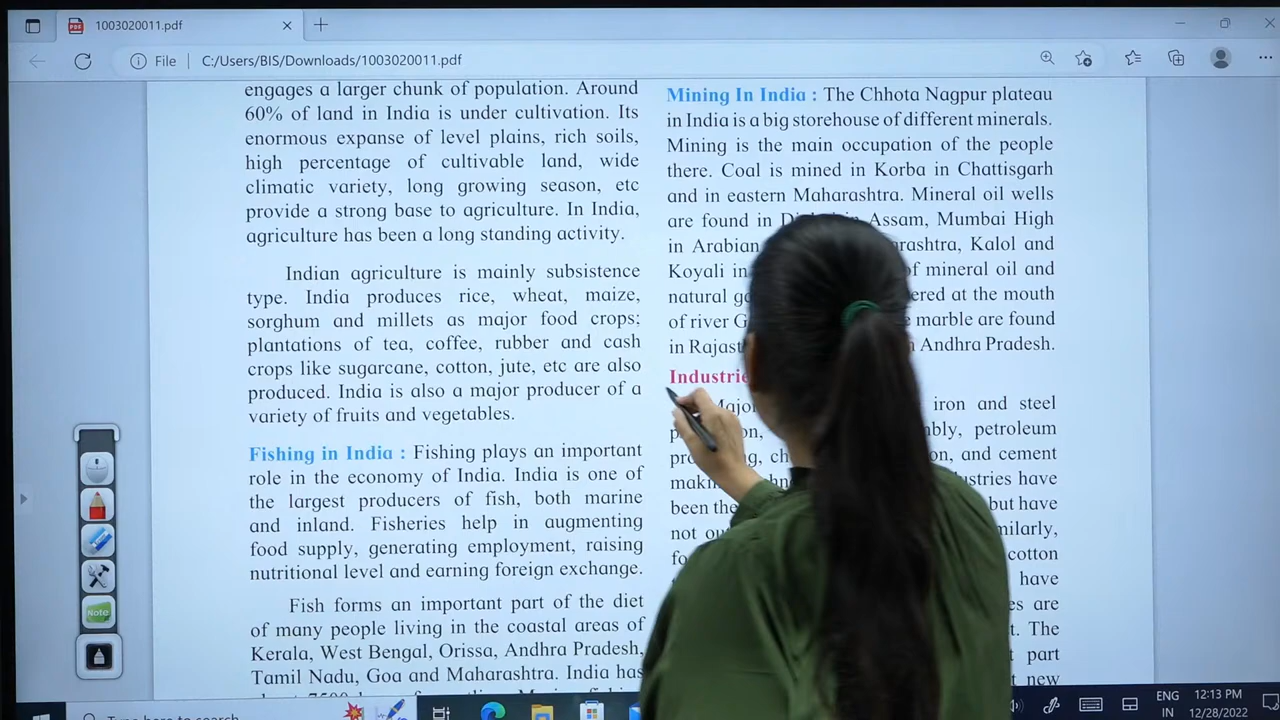 1003020011.pdf
File C:/Users/BIS/Downloads/1003020011.pdf
engages a larger chunk of population. Around
60% of land in India is under cultivation. Its
enormous expanse of level plains, rich soils,
high percentage of cultivable land, wide
climatic variety, long growing season, etc
provide a strong base to agriculture. In India,
agriculture has been a long standing activity.
Indian agriculture is mainly subsistence
type. India produces rice, wheat, maize,
sorghum and millets as major food crops;
plantations of tea, coffee, rubber and cash
crops like sugarcane, cotton, jute, etc are also
produced. India is also a major producer of a
variety of fruits and vegetables.
Fishing in India : Fishing plays an important
role in the economy of India. India is one of
the largest producers of fish, both marine
and inland. Fisheries help in augmenting
food supply, generating employment, raising
nutritional level and earning foreign exchange.
Fish forms an important part of the diet
of many people living in the coastal areas of
Kerala, West Bengal, Orissa, Andhra Pradesh,
Tamil Nadu, Goa and Maharashtra. India has
Mining In India : The Chhota Nagpur plateau
in India is a big storehouse of different minerals.
Mining is the main occupation of the people
there. Coal is mined in Korba in Chattisgarh
and in eastern Maharashtra. Mineral oil wells
are found in Assam, Mumbai High
in Arabian Kalol and
Koyali in of mineral oil and
natural at the mouth
of river marble are found
in Andhra Pradesh.
iron and steel
petroleum
and cement
have
been but have
not
cotton
have
are
The
part
new
Note
Type here to search
ENG
IN
12:13 PM
12/28/2022